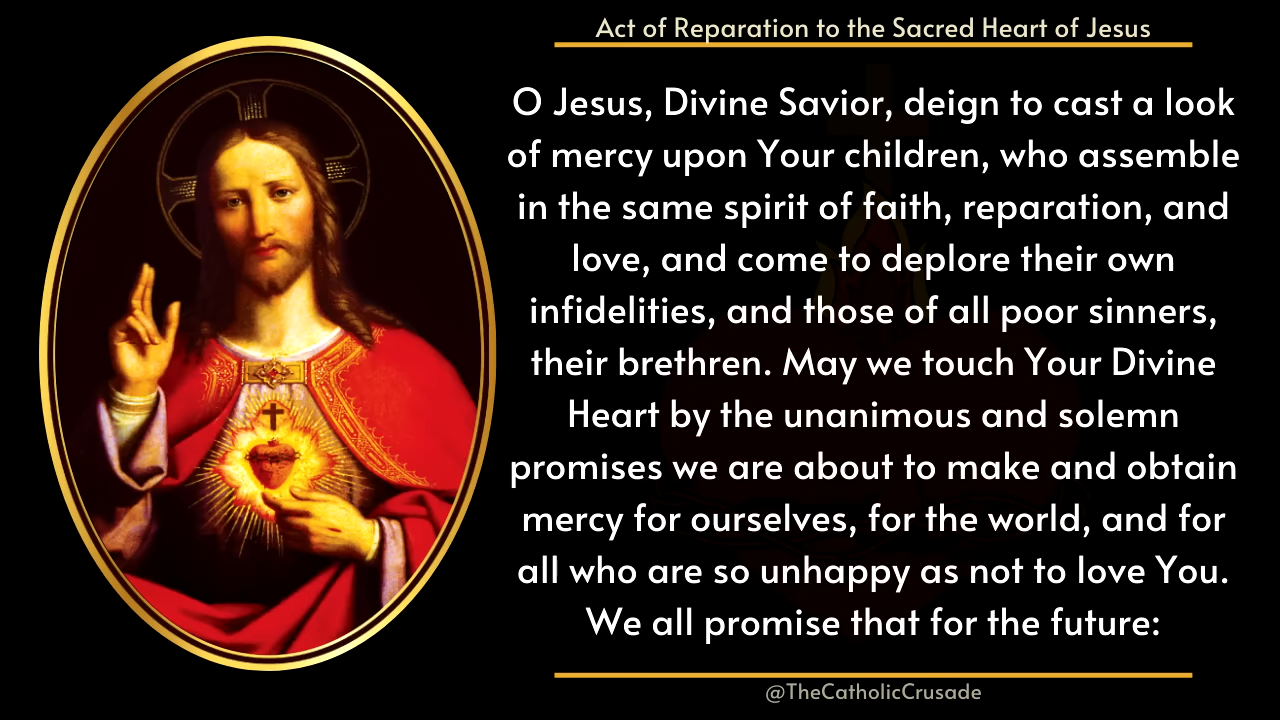 Act of Reparation to the Sacred Heart of Jesus
O Jesus, Divine Savior, deign to cast a look
of mercy upon Your children, who assemble
in the same spirit of faith, reparation, and
love, and come to deplore their own
infidelities, and those of all poor sinners,
their brethren. May we touch Your Divine
Heart by the unanimous and solemn
promises we are about to make and obtain
mercy for ourselves, for the world, and for
all who are so unhappy as not to love You.
We all promise that for the future:
@TheCatholicCrusade